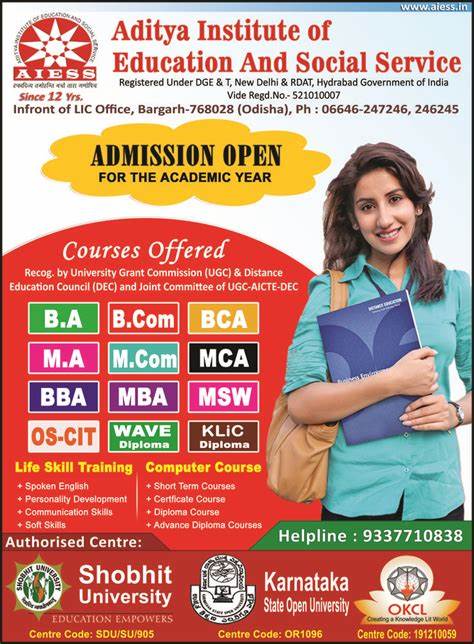 www.aiess.in
Aditya Institute of
Education And Social Service
AIESS
Since 12 Yrs.
Registered Under DGE & T, New Delhi & RDAT, Hydrabad Government of India
Vide Regd.No.- 521010007
Infront of LIC Office, Bargarh-768028 (Odisha), Ph : 06646-247246, 246245
ADMISSION OPEN
FOR THE ACADEMIC YEAR
Courses Offered
Recog. by University Grant Commission (UGC) & Distance
Education Council (DEC) and Joint Committee of UGC-AICTE-DEC
B.A B.Com BCA
M.A M.Com MCA
BBA MBA MSW
OS-CIT WAVE Diploma KLiC Diploma
DISTANCE EDUCATION
Business Environment
Life Skill Training
+ Spoken English
+ Personality Development
+ Communication Skills
+ Soft Skills
Computer Course
+ Short Term Courses
+ Certficate Course
+ Diploma Course
+ Advance Diploma Courses
Authorised Centre:
Helpline : 9337710838
SHOBHIT UNIVERSITY
Shobhit
University
EDUCATION EMPOWERS
Centre Code: SDU/SU/905
Karnataka
State Open University
Centre Code: OR1096
OKCL
Creating a Knowledge Lit World
Centre Code: 191210059